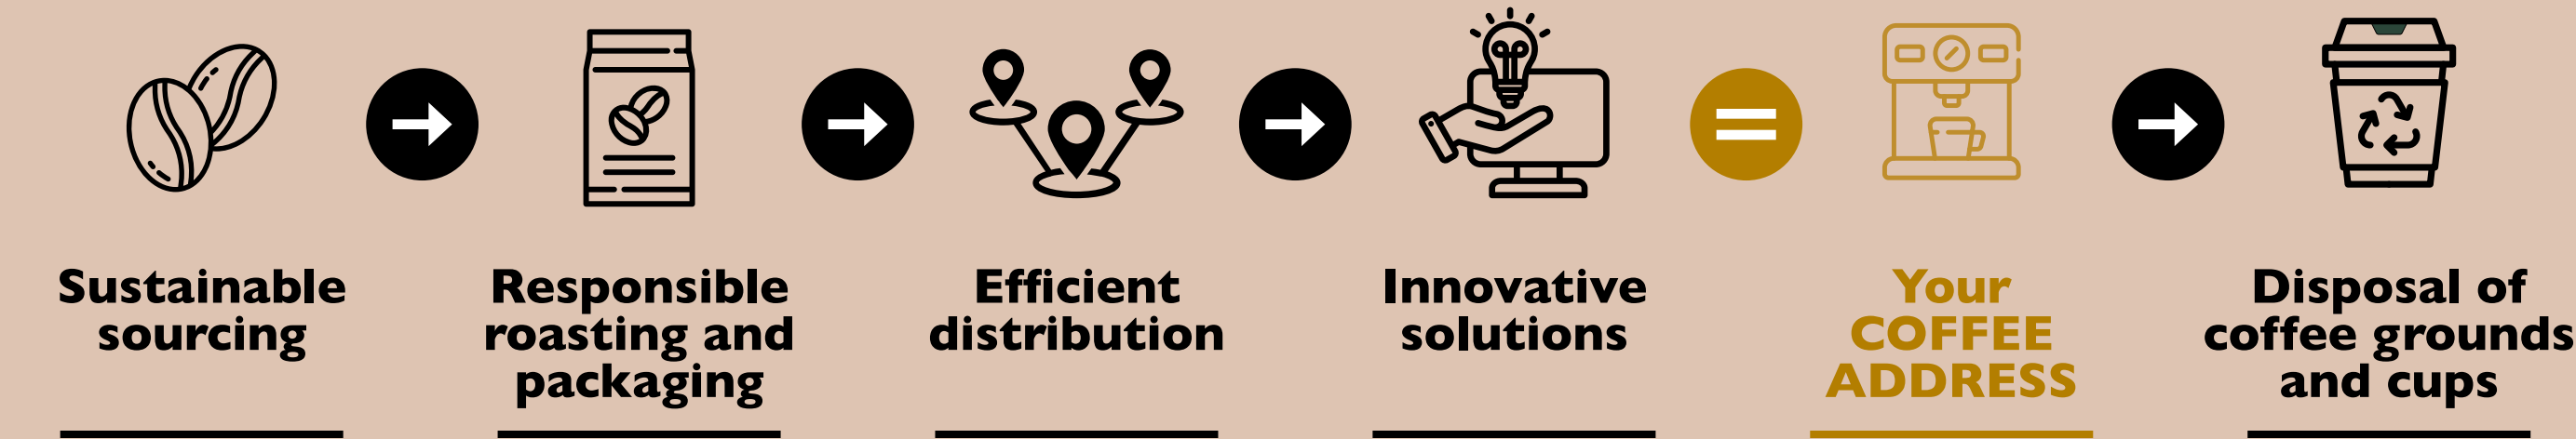 Sustainable
sourcing
Responsible
roasting and
packaging
Efficient
distribution
Innovative
solutions
Your
COFFEE
ADDRESS
Disposal of
coffee grounds
and cups